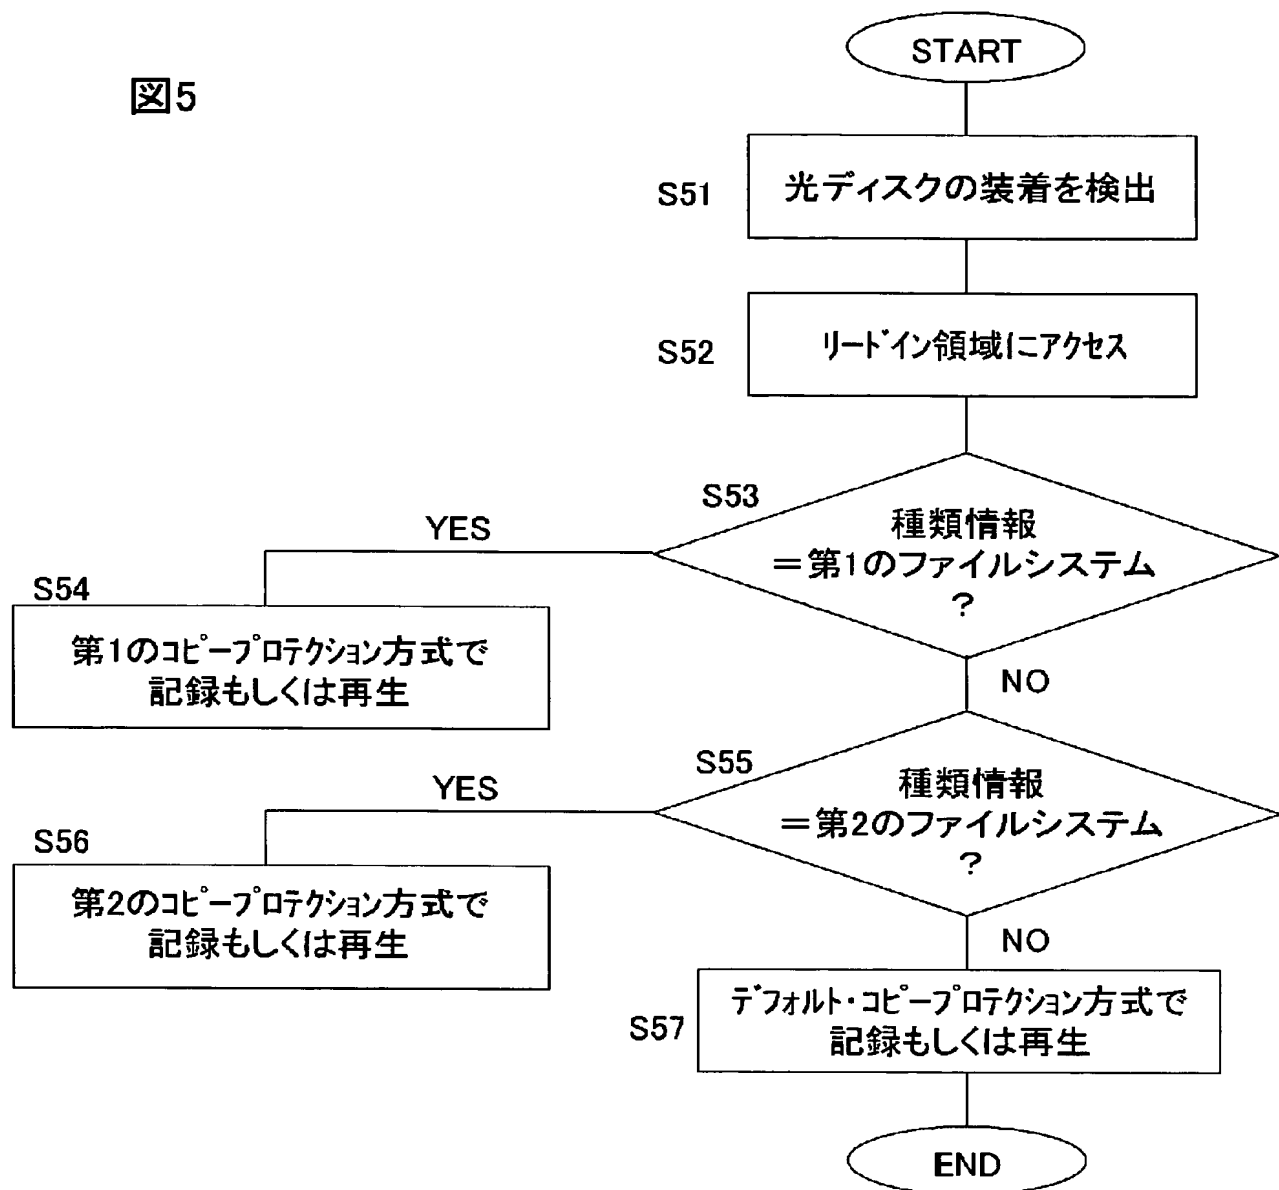 図5
START
S51
光ディスクの装着を検出
S52
ﾘｰﾄﾞｲﾝ領域にアクセス
S53
種類情報
＝第1のファイルシステム
？
YES
S54
第1のｺﾋﾟｰﾌﾟﾛﾃｸｼｮﾝ方式で
記録もしくは再生
NO
S55
種類情報
＝第2のファイルシステム
？
YES
S56
第2のｺﾋﾟｰﾌﾟﾛﾃｸｼｮﾝ方式で
記録もしくは再生
NO
S57
ﾃﾞﾌｫﾙﾄ・ｺﾋﾟｰﾌﾟﾛﾃｸｼｮﾝ方式で
記録もしくは再生
END